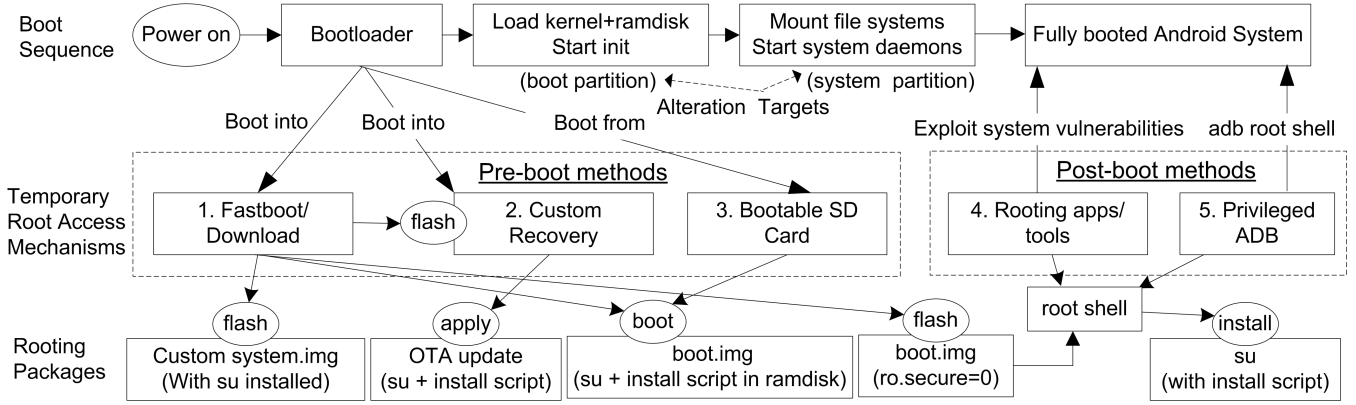 Boot
Sequence
Power on
Bootloader
Load kernel+ramdisk
Start init
Mount file systems
Start system daemons
Fully booted Android System
(boot partition)
(system partition)
Alteration Targets
Boot into
Boot into
Boot from
Exploit system vulnerabilities
adb root shell
Temporary
Root Access
Mechanisms
Pre-boot methods
Post-boot methods
1. Fastboot/
Download
flash
2. Custom
Recovery
3. Bootable SD
Card
4. Rooting apps/
tools
5. Privileged
ADB
root shell
Rooting
Packages
flash
Custom system.img
(With su installed)
apply
OTA update
(su + install script)
boot
boot.img
(su + install script in ramdisk)
flash
boot.img
(ro.secure=0)
install
su
(with install script)